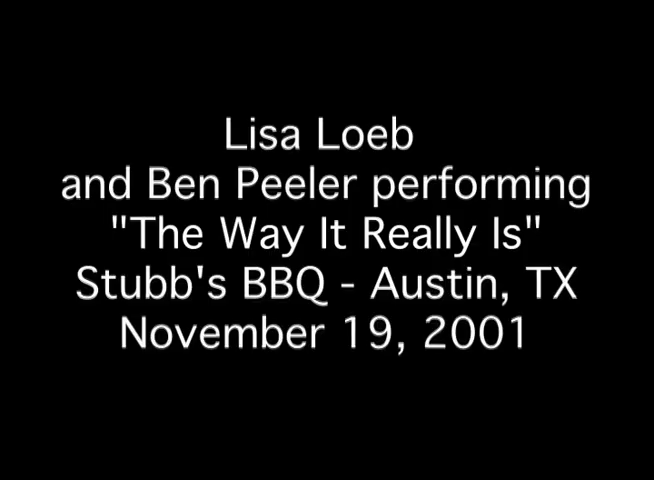 Lisa Loeb
and Ben Peeler performing
"The Way It Really Is"
Stubb's BBQ - Austin, TX
November 19, 2001